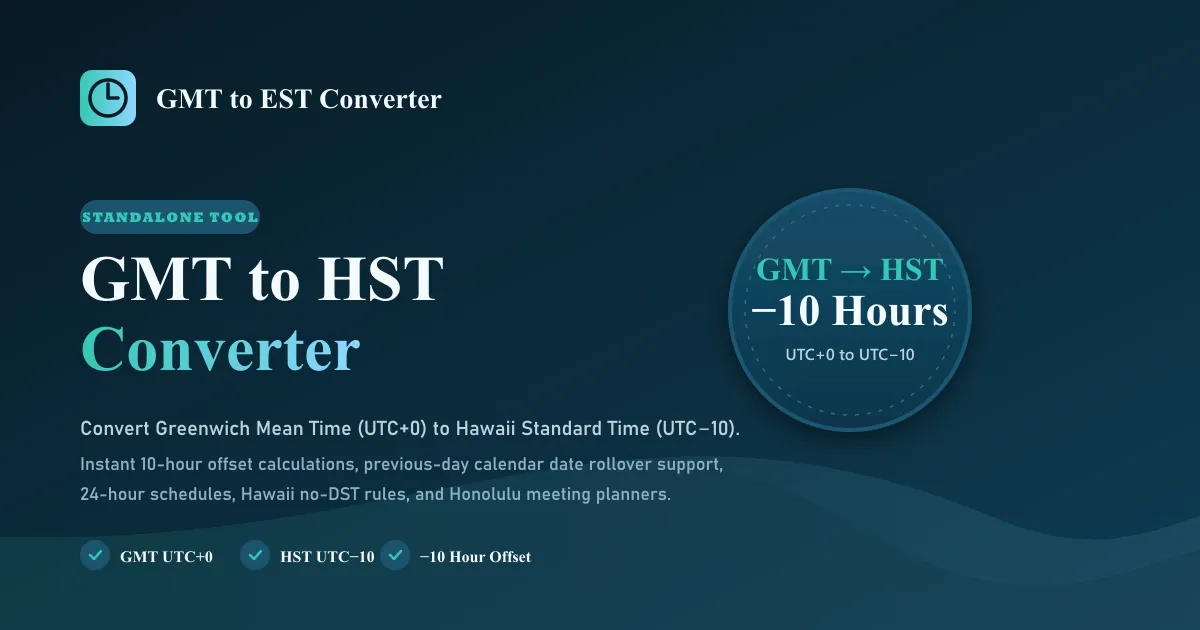 GMT to EST Converter
STANDALONE TOOL
GMT to HST
Converter
GMT → HST
−10 Hours
UTC+0 to UTC−10
Convert Greenwich Mean Time (UTC+0) to Hawaii Standard Time (UTC−10).
Instant 10-hour offset calculations, previous-day calendar date rollover support,
24-hour schedules, Hawaii no-DST rules, and Honolulu meeting planners.
GMT UTC+0
HST UTC−10
−10 Hour Offset